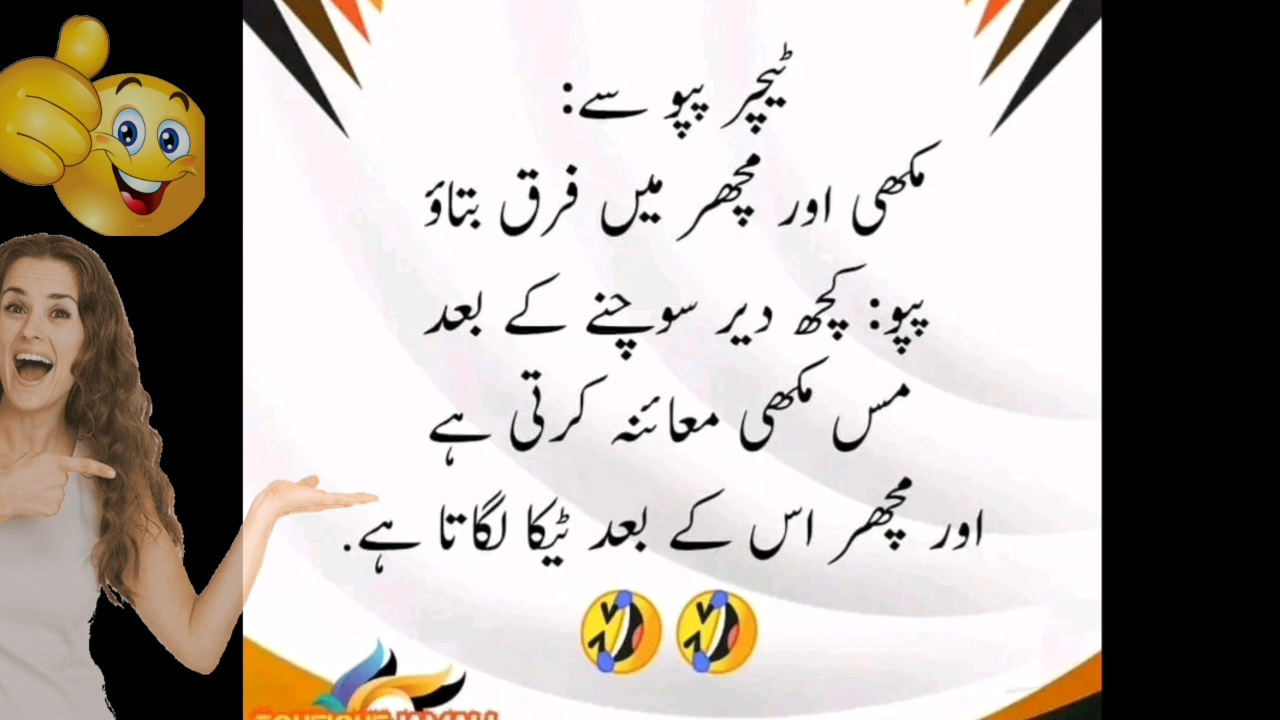 ٹیچر پپو سے:
مکھی اور مچھر میں فرق بتاؤ
پپو: کچھ دیر سوچنے کے بعد
مس مکھی معائنہ کرتی ہے
اور مچھر اس کے بعد ٹیکا لگاتا ہے.